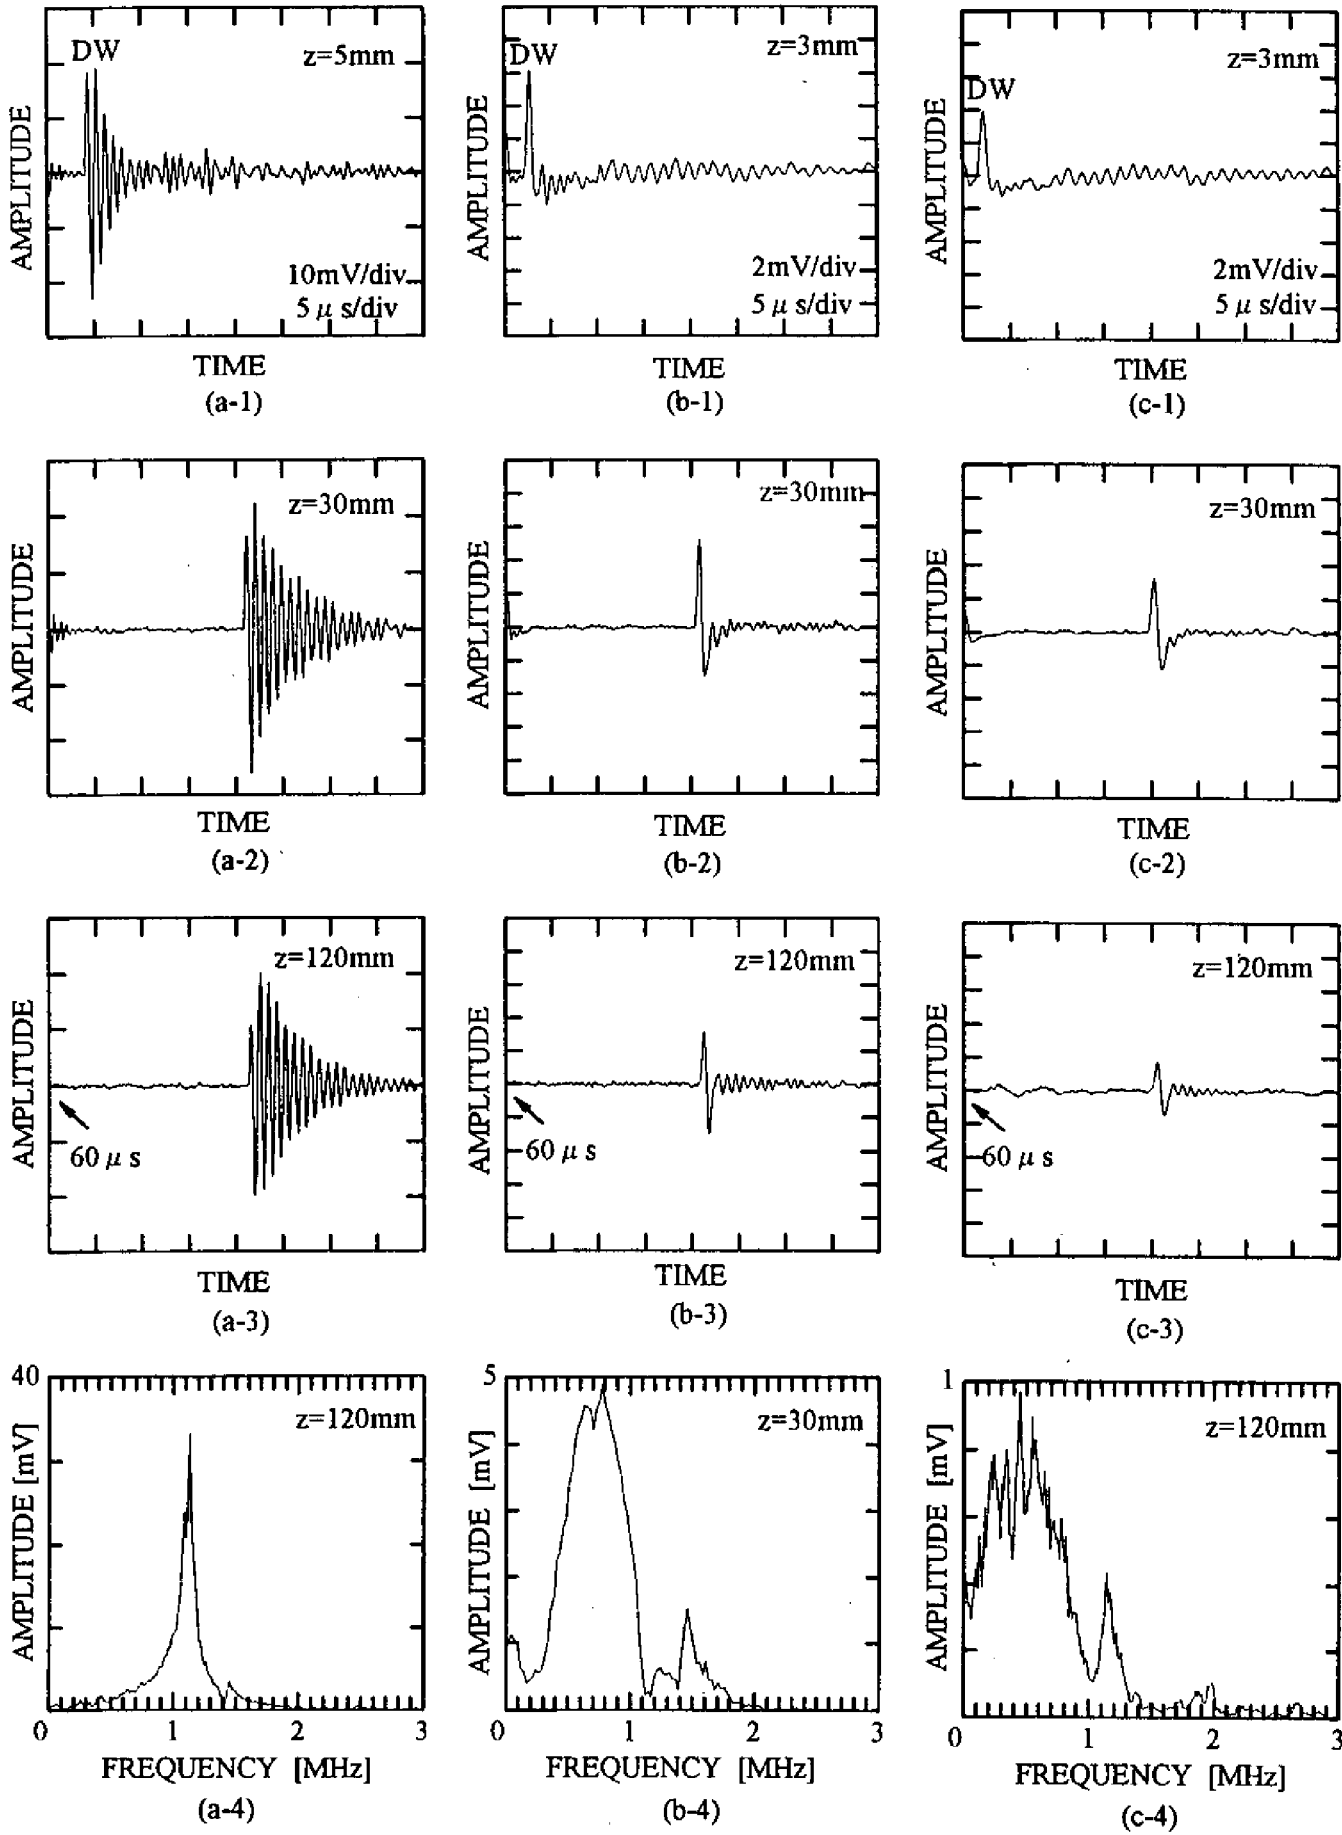 AMPLITUDE
DW
z=5mm
10mV/div
5 μ s/div
TIME
(a-1)
AMPLITUDE
DW
z=3mm
2mV/div
5 μ s/div
TIME
(b-1)
AMPLITUDE
DW
z=3mm
2mV/div
5 μ s/div
TIME
(c-1)
AMPLITUDE
z=30mm
TIME
(a-2)
AMPLITUDE
z=30mm
TIME
(b-2)
AMPLITUDE
z=30mm
TIME
(c-2)
AMPLITUDE
z=120mm
60 μ s
TIME
(a-3)
AMPLITUDE
z=120mm
60 μ s
TIME
(b-3)
AMPLITUDE
z=120mm
60 μ s
TIME
(c-3)
AMPLITUDE [mV]
40
z=120mm
0 1 2 3
FREQUENCY [MHz]
(a-4)
AMPLITUDE [mV]
5
z=30mm
0 1 2 3
FREQUENCY [MHz]
(b-4)
AMPLITUDE [mV]
1
z=120mm
0 1 2 3
FREQUENCY [MHz]
(c-4)